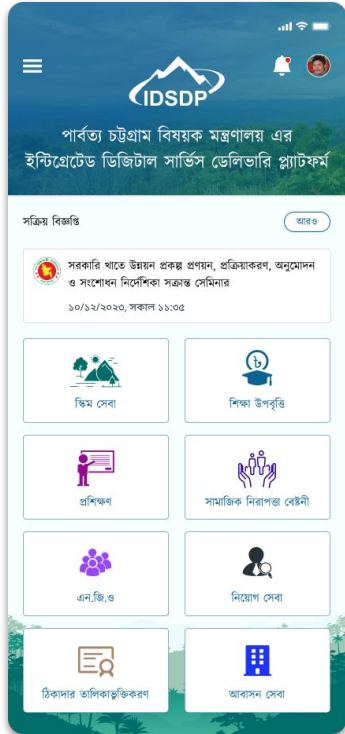 IDSDP
পার্বত্য চট্টগ্রাম বিষয়ক মন্ত্রণালয় এর
ইন্টিগ্রেটেড ডিজিটাল সার্ভিস ডেলিভারি প্ল্যাটফর্ম
সক্রিয় বিজ্ঞপ্তি
আরও
সরকারি খাতে উন্নয়ন প্রকল্প প্রণয়ন, প্রক্রিয়াকরণ, অনুমোদন
ও সংশোধন নির্দেশিকা সক্রান্ত সেমিনার
১০/১২/২০২৩, সকাল ১১:৩৫
স্কিম সেবা
শিক্ষা উপবৃত্তি
প্রশিক্ষণ
সামাজিক নিরাপত্তা বেষ্টনী
এন.জি.ও
নিয়োগ সেবা
ঠিকাদার তালিকাভুক্তিকরণ
আবাসন সেবা